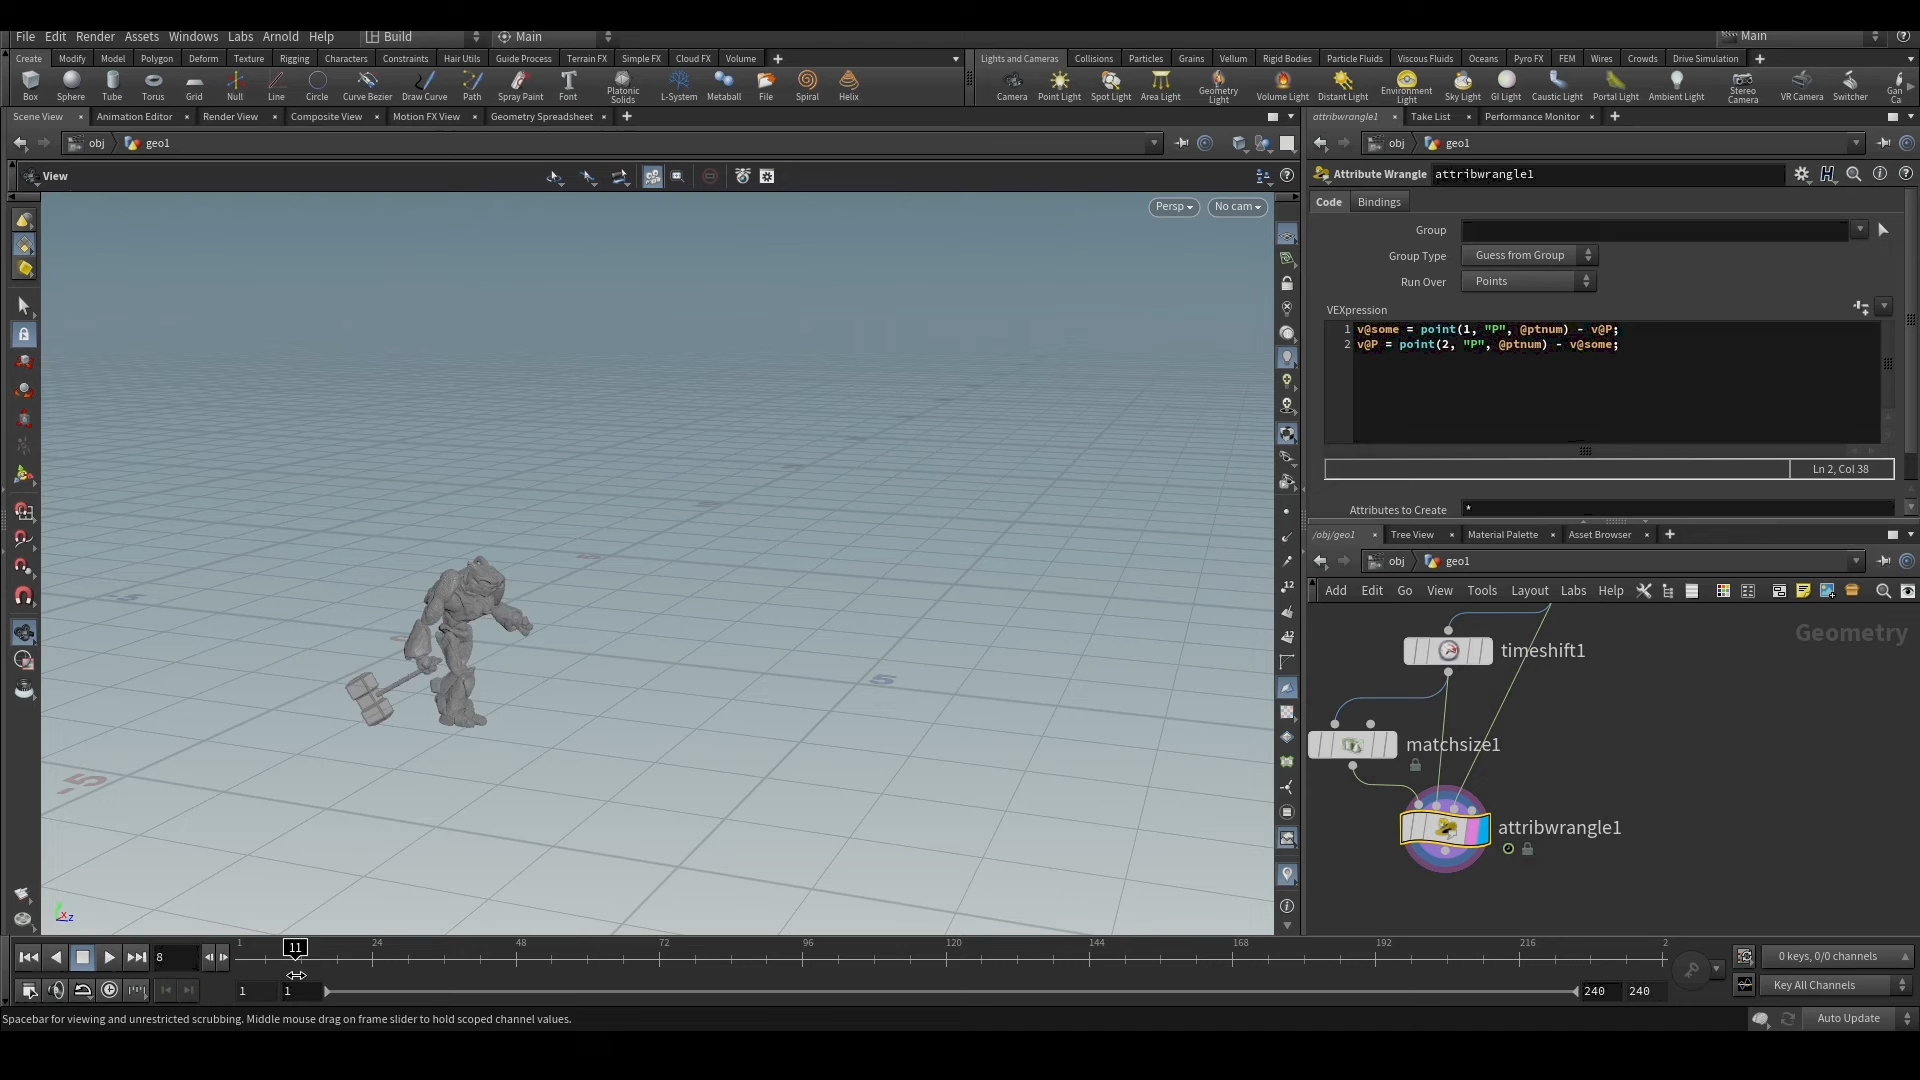 File Edit Render Assets Windows Labs Arnold Help Build Main Main
Create Modify Model Polygon Deform Texture Rigging Characters Constraints Hair Utils Guide Process Terrain FX Simple FX Cloud FX Volume
Lights and Cameras Collisions Particles Grains Vellum Rigid Bodies Particle Fluids Viscous Fluids Oceans Pyro FX FEM Wires Crowds Drive Simulation
Box Sphere Tube Torus Grid Null Line Circle Curve Bezier Draw Curve Path Spray Paint Font Platonic Solids L-System Metaball File Spiral Helix
Camera Point Light Spot Light Area Light Geometry Light Volume Light Distant Light Environment Light Sky Light GI Light Caustic Light Portal Light Ambient Light Stereo Camera VR Camera Switcher Gan Ca
Scene View Animation Editor Render View Composite View Motion FX View Geometry Spreadsheet
attribwrangle1 Take List Performance Monitor
obj geo1
obj geo1
View
Persp No cam
Attribute Wrangle attribwrangle1
Code Bindings
Group
Group Type Guess from Group
Run Over Points
VEXpression
1 v@some = point(1, "P", @ptnum) - v@P;
2 v@P = point(2, "P", @ptnum) - v@some;
Ln 2, Col 38
Attributes to Create *
/obj/geo1 Tree View Material Palette Asset Browser
obj geo1
Add Edit Go View Tools Layout Labs Help
Geometry
timeshift1
matchsize1
attribwrangle1
5
-5
12
12
x z
8 1 11 24 48 72 96 120 144 168 192 216 2
1 1 240 240
0 keys, 0/0 channels
Key All Channels
Spacebar for viewing and unrestricted scrubbing. Middle mouse drag on frame slider to hold scoped channel values.
Auto Update